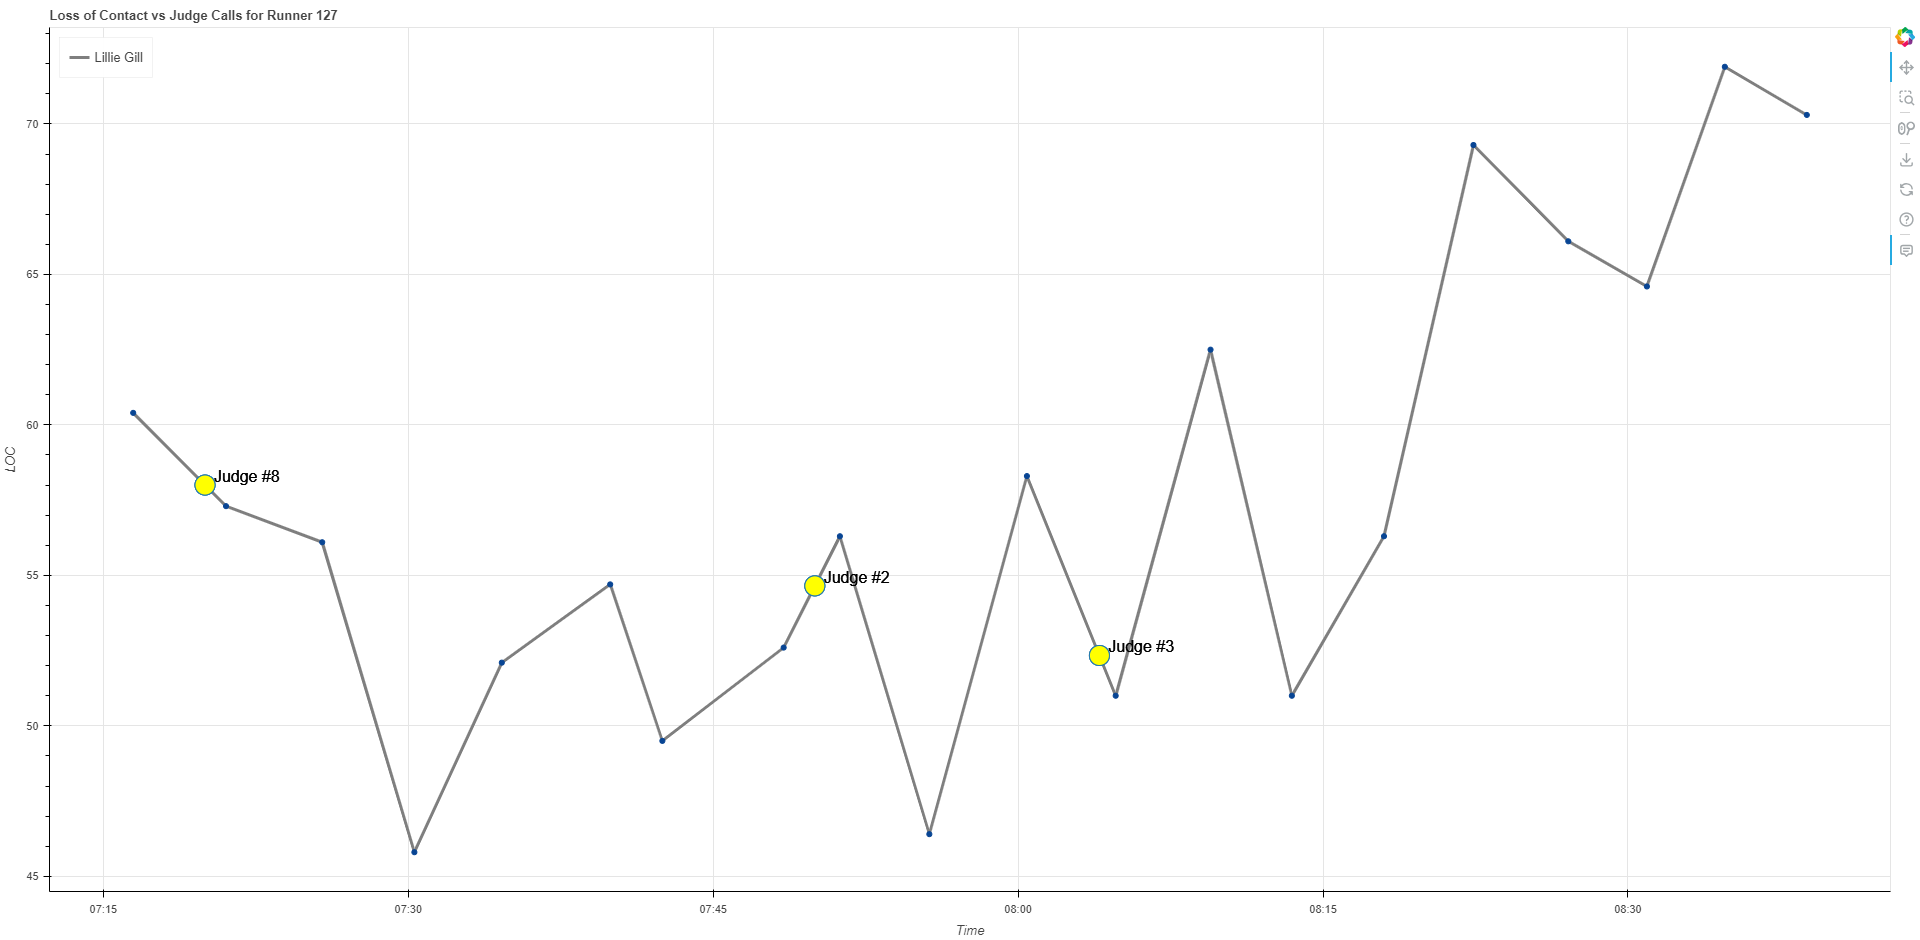 Loss of Contact vs Judge Calls for Runner 127
Lillie Gill
70
65
60
55
50
45
LOC
Judge #8
Judge #2
Judge #3
07:15
07:30
07:45
08:00
08:15
08:30
Time